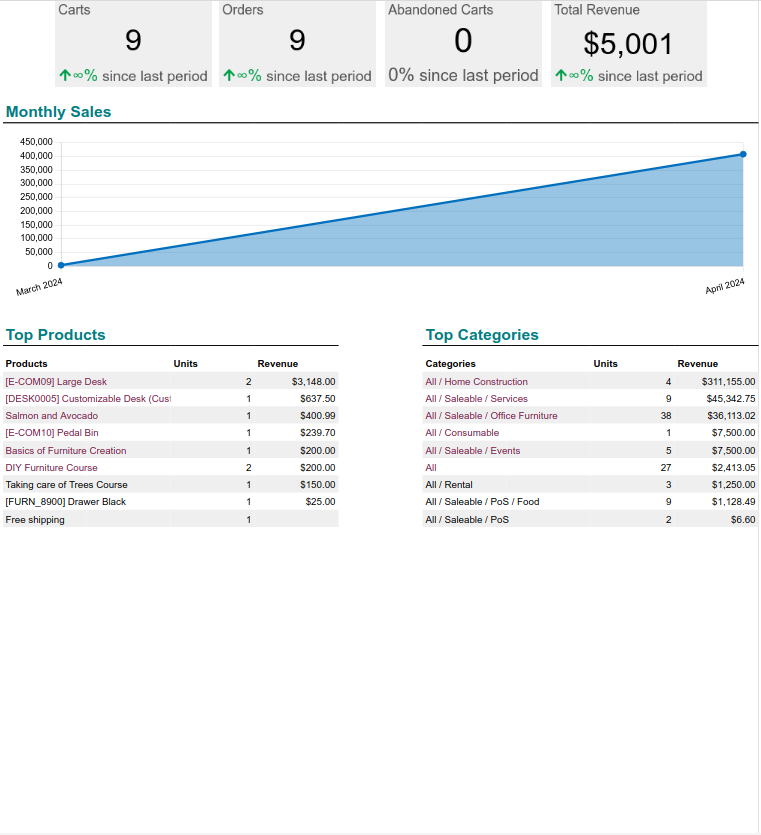 Carts
9
∞% since last period
Orders
9
∞% since last period
Abandoned Carts
0
0% since last period
Total Revenue
$5,001
∞% since last period
Monthly Sales
450,000
400,000
350,000
300,000
250,000
200,000
150,000
100,000
50,000
0
March 2024
April 2024
Top Products
Products Units Revenue
[E-COM09] Large Desk 2 $3,148.00
[DESK0005] Customizable Desk (Cust 1 $637.50
Salmon and Avocado 1 $400.99
[E-COM10] Pedal Bin 1 $239.70
Basics of Furniture Creation 1 $200.00
DIY Furniture Course 2 $200.00
Taking care of Trees Course 1 $150.00
[FURN_8900] Drawer Black 1 $25.00
Free shipping 1
Top Categories
Categories Units Revenue
All / Home Construction 4 $311,155.00
All / Saleable / Services 9 $45,342.75
All / Saleable / Office Furniture 38 $36,113.02
All / Consumable 1 $7,500.00
All / Saleable / Events 5 $7,500.00
All 27 $2,413.05
All / Rental 3 $1,250.00
All / Saleable / PoS / Food 9 $1,128.49
All / Saleable / PoS 2 $6.60